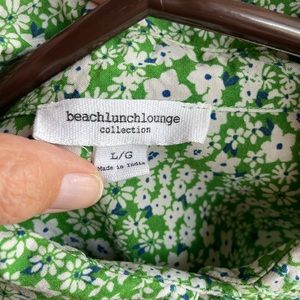 beachlunchlounge
collection
L/G
Made in India